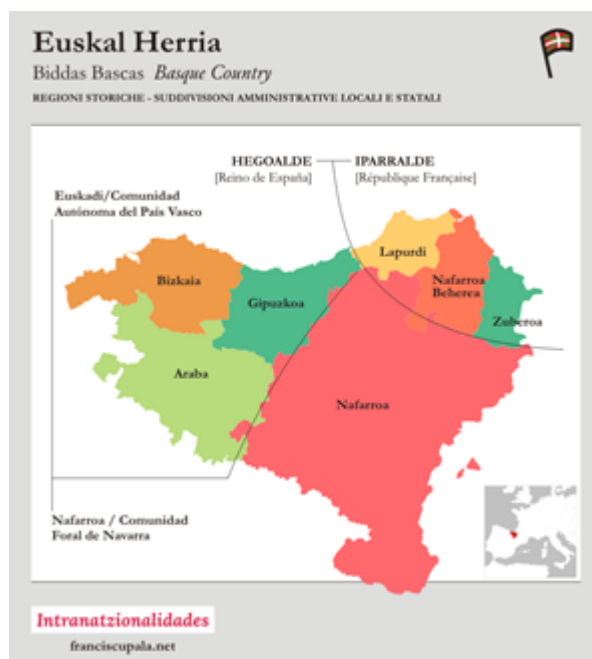 Euskal Herria
Biddas Bascas Basque Country
REGIONI STORICHE - SUDDIVISIONI AMMINISTRATIVE LOCALI E STATALI
HEGOALDE
[Reino de España]
IPARRALDE
[République Française]
Euskadi/Comunidad
Autónoma del País Vasco
Lapurdi
Bizkaia
Nafarroa
Beherea
Gipuzkoa
Zuberoa
Araba
Nafarroa
Nafarroa / Comunidad
Foral de Navarra
Intranatzionalidades
franciscupala.net